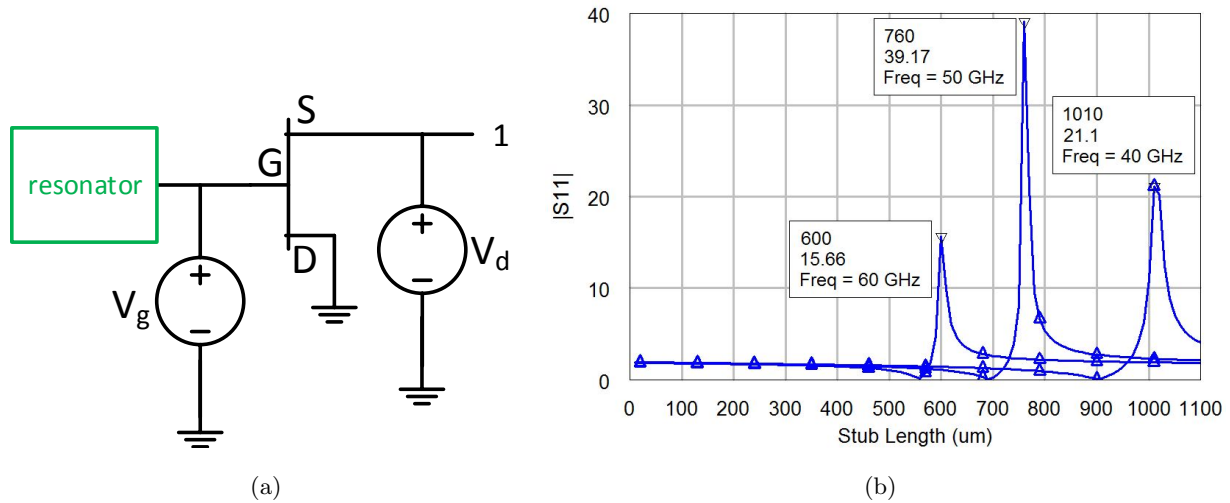 resonator
S
G
D
1
V_g
V_d
(a)
|S11|
40
30
20
10
0
760
39.17
Freq = 50 GHz
1010
21.1
Freq = 40 GHz
600
15.66
Freq = 60 GHz
0 100 200 300 400 500 600 700 800 900 1000 1100
Stub Length (um)
(b)